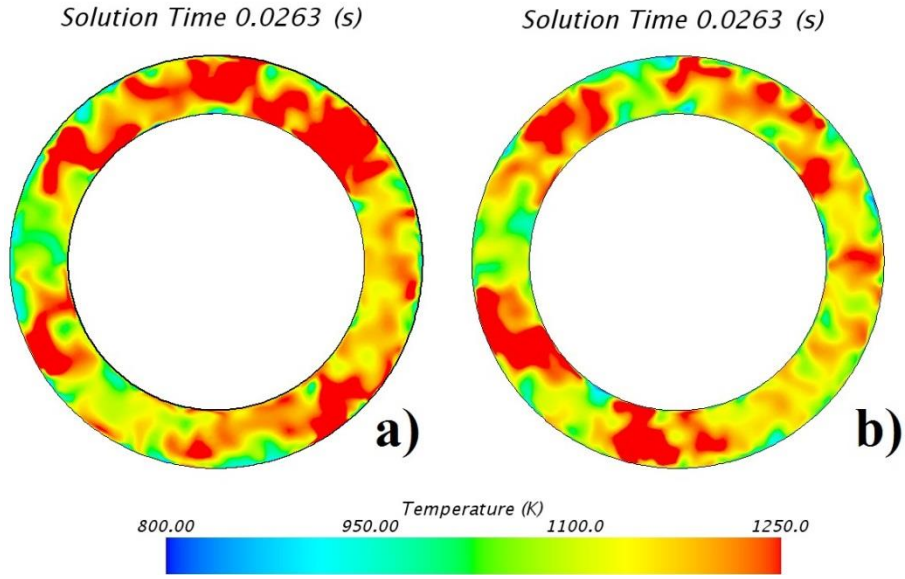 Solution Time 0.0263 (s)
Solution Time 0.0263 (s)
a)
b)
Temperature (K)
800.00 950.00 1100.0 1250.0